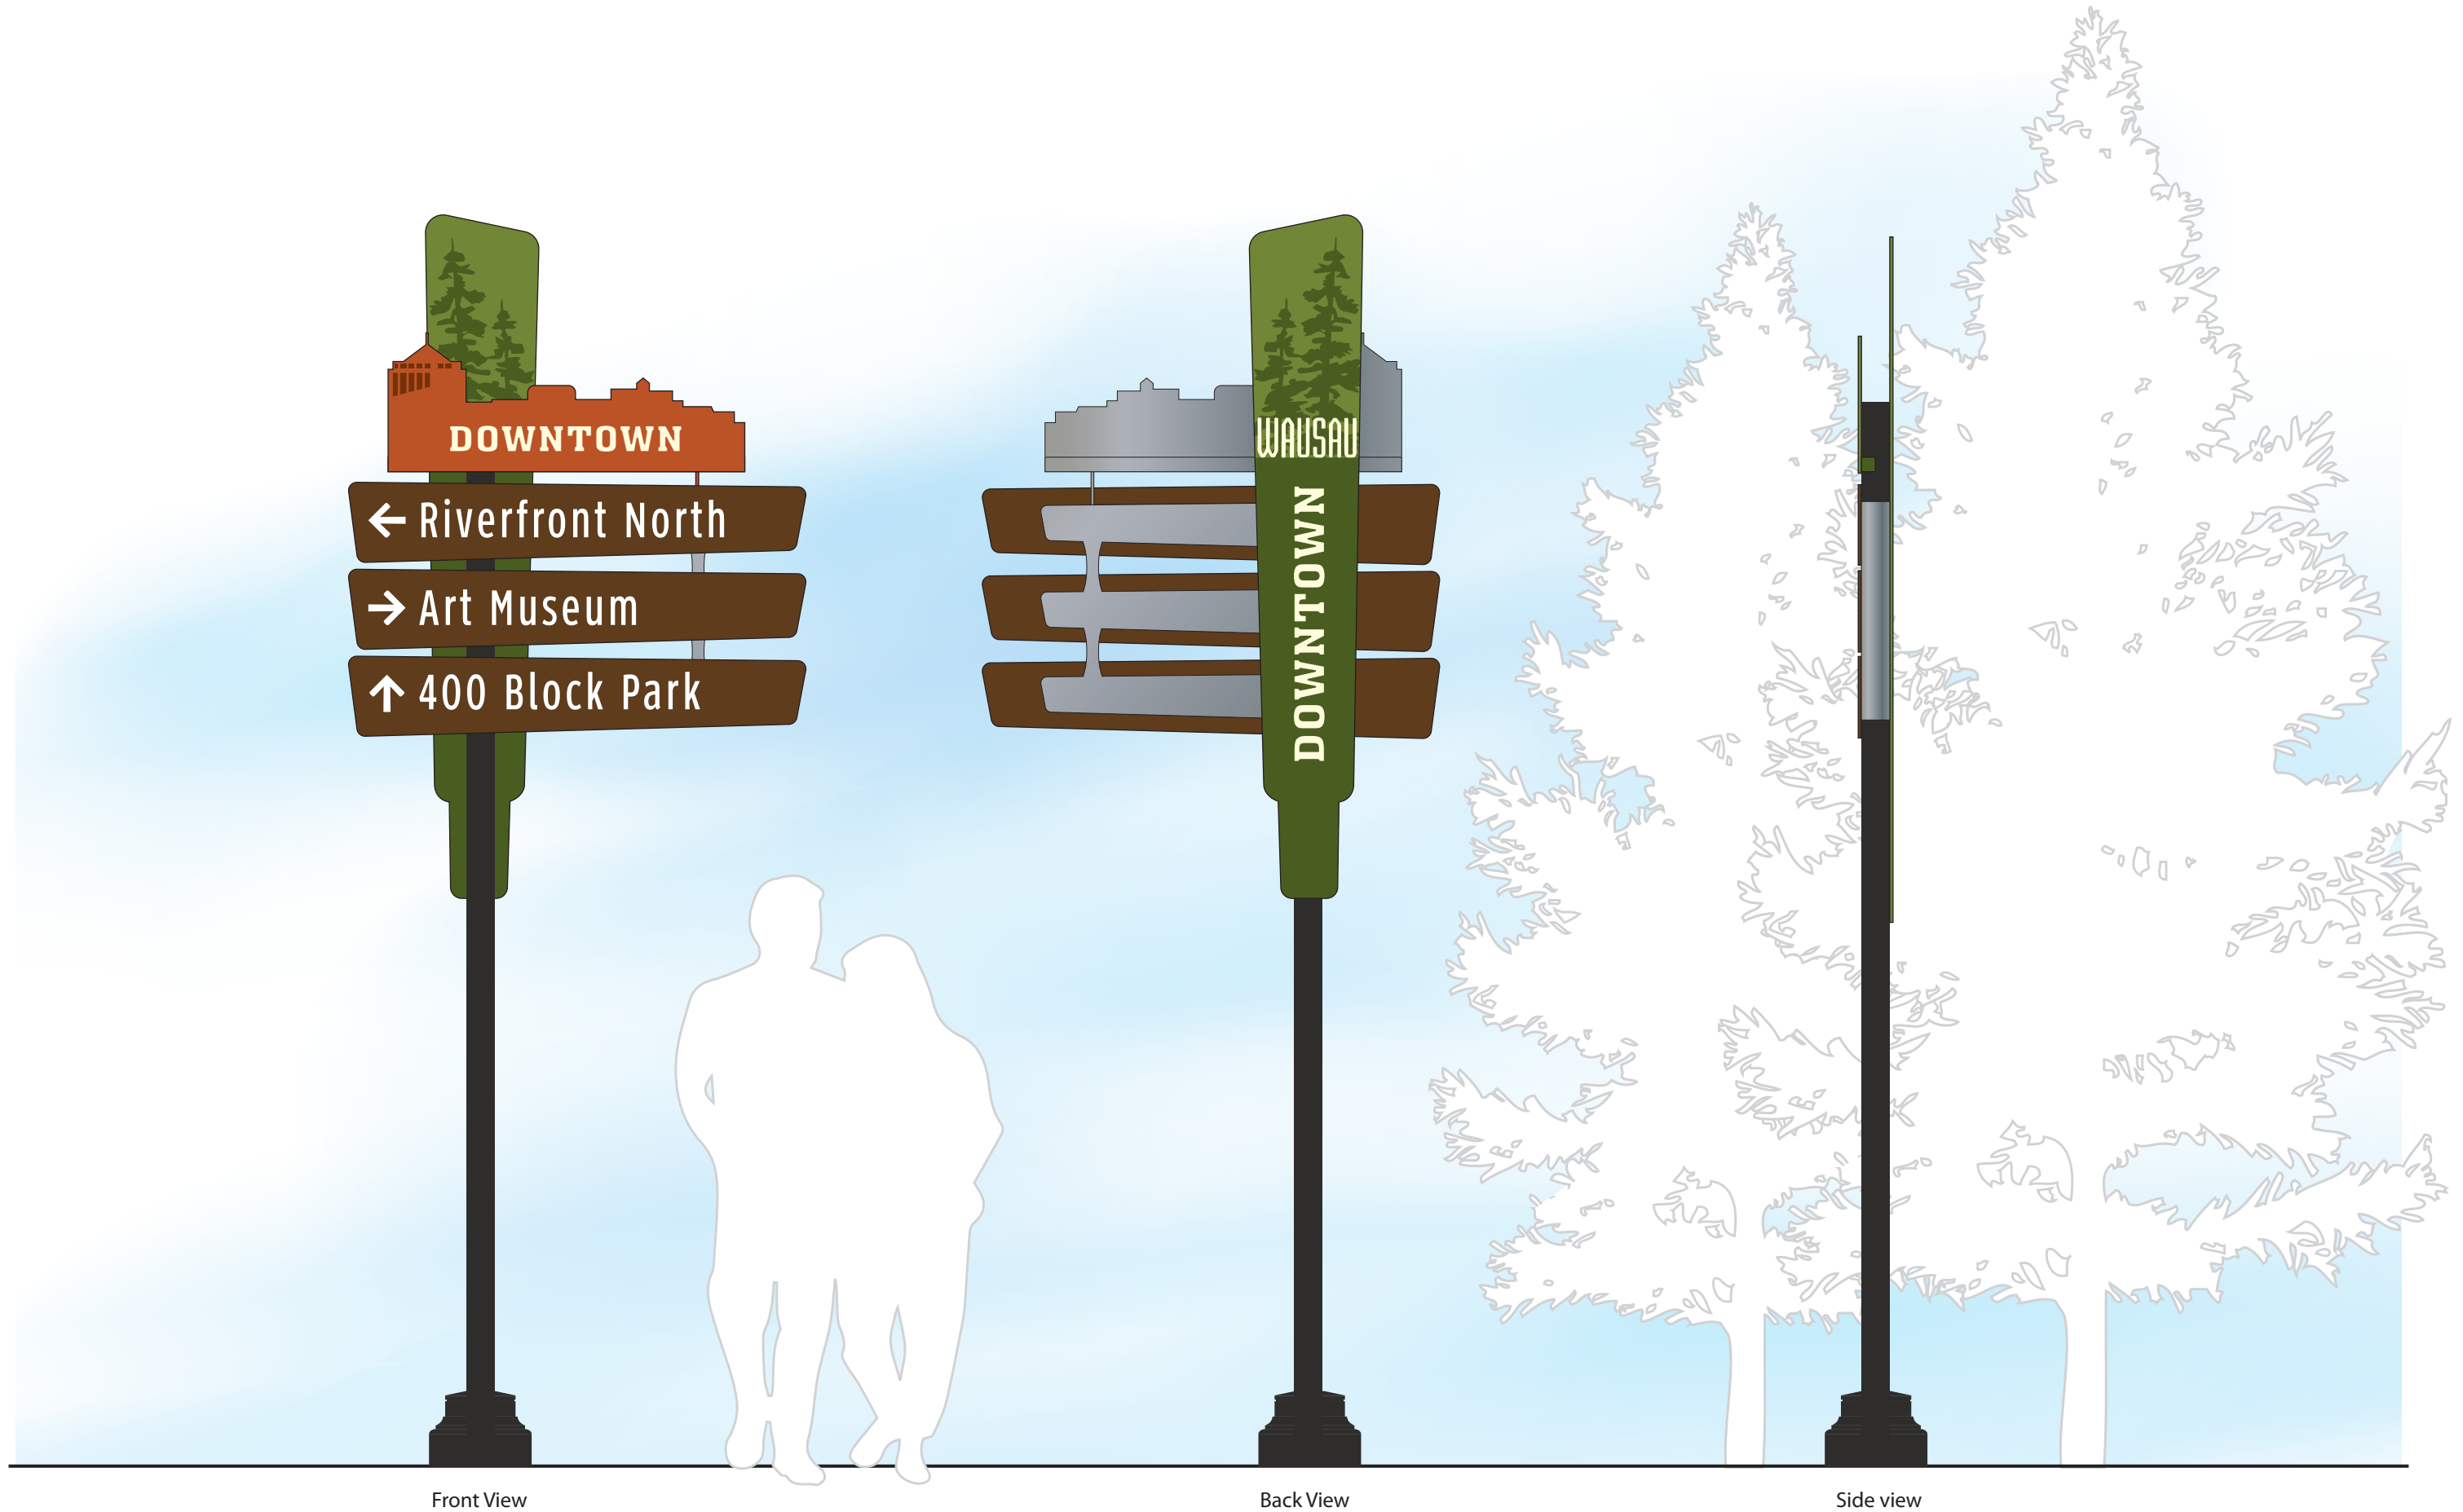 DOWNTOWN
← Riverfront North
→ Art Museum
↑ 400 Block Park
WAUSAU
DOWNTOWN
Front View
Back View
Side view